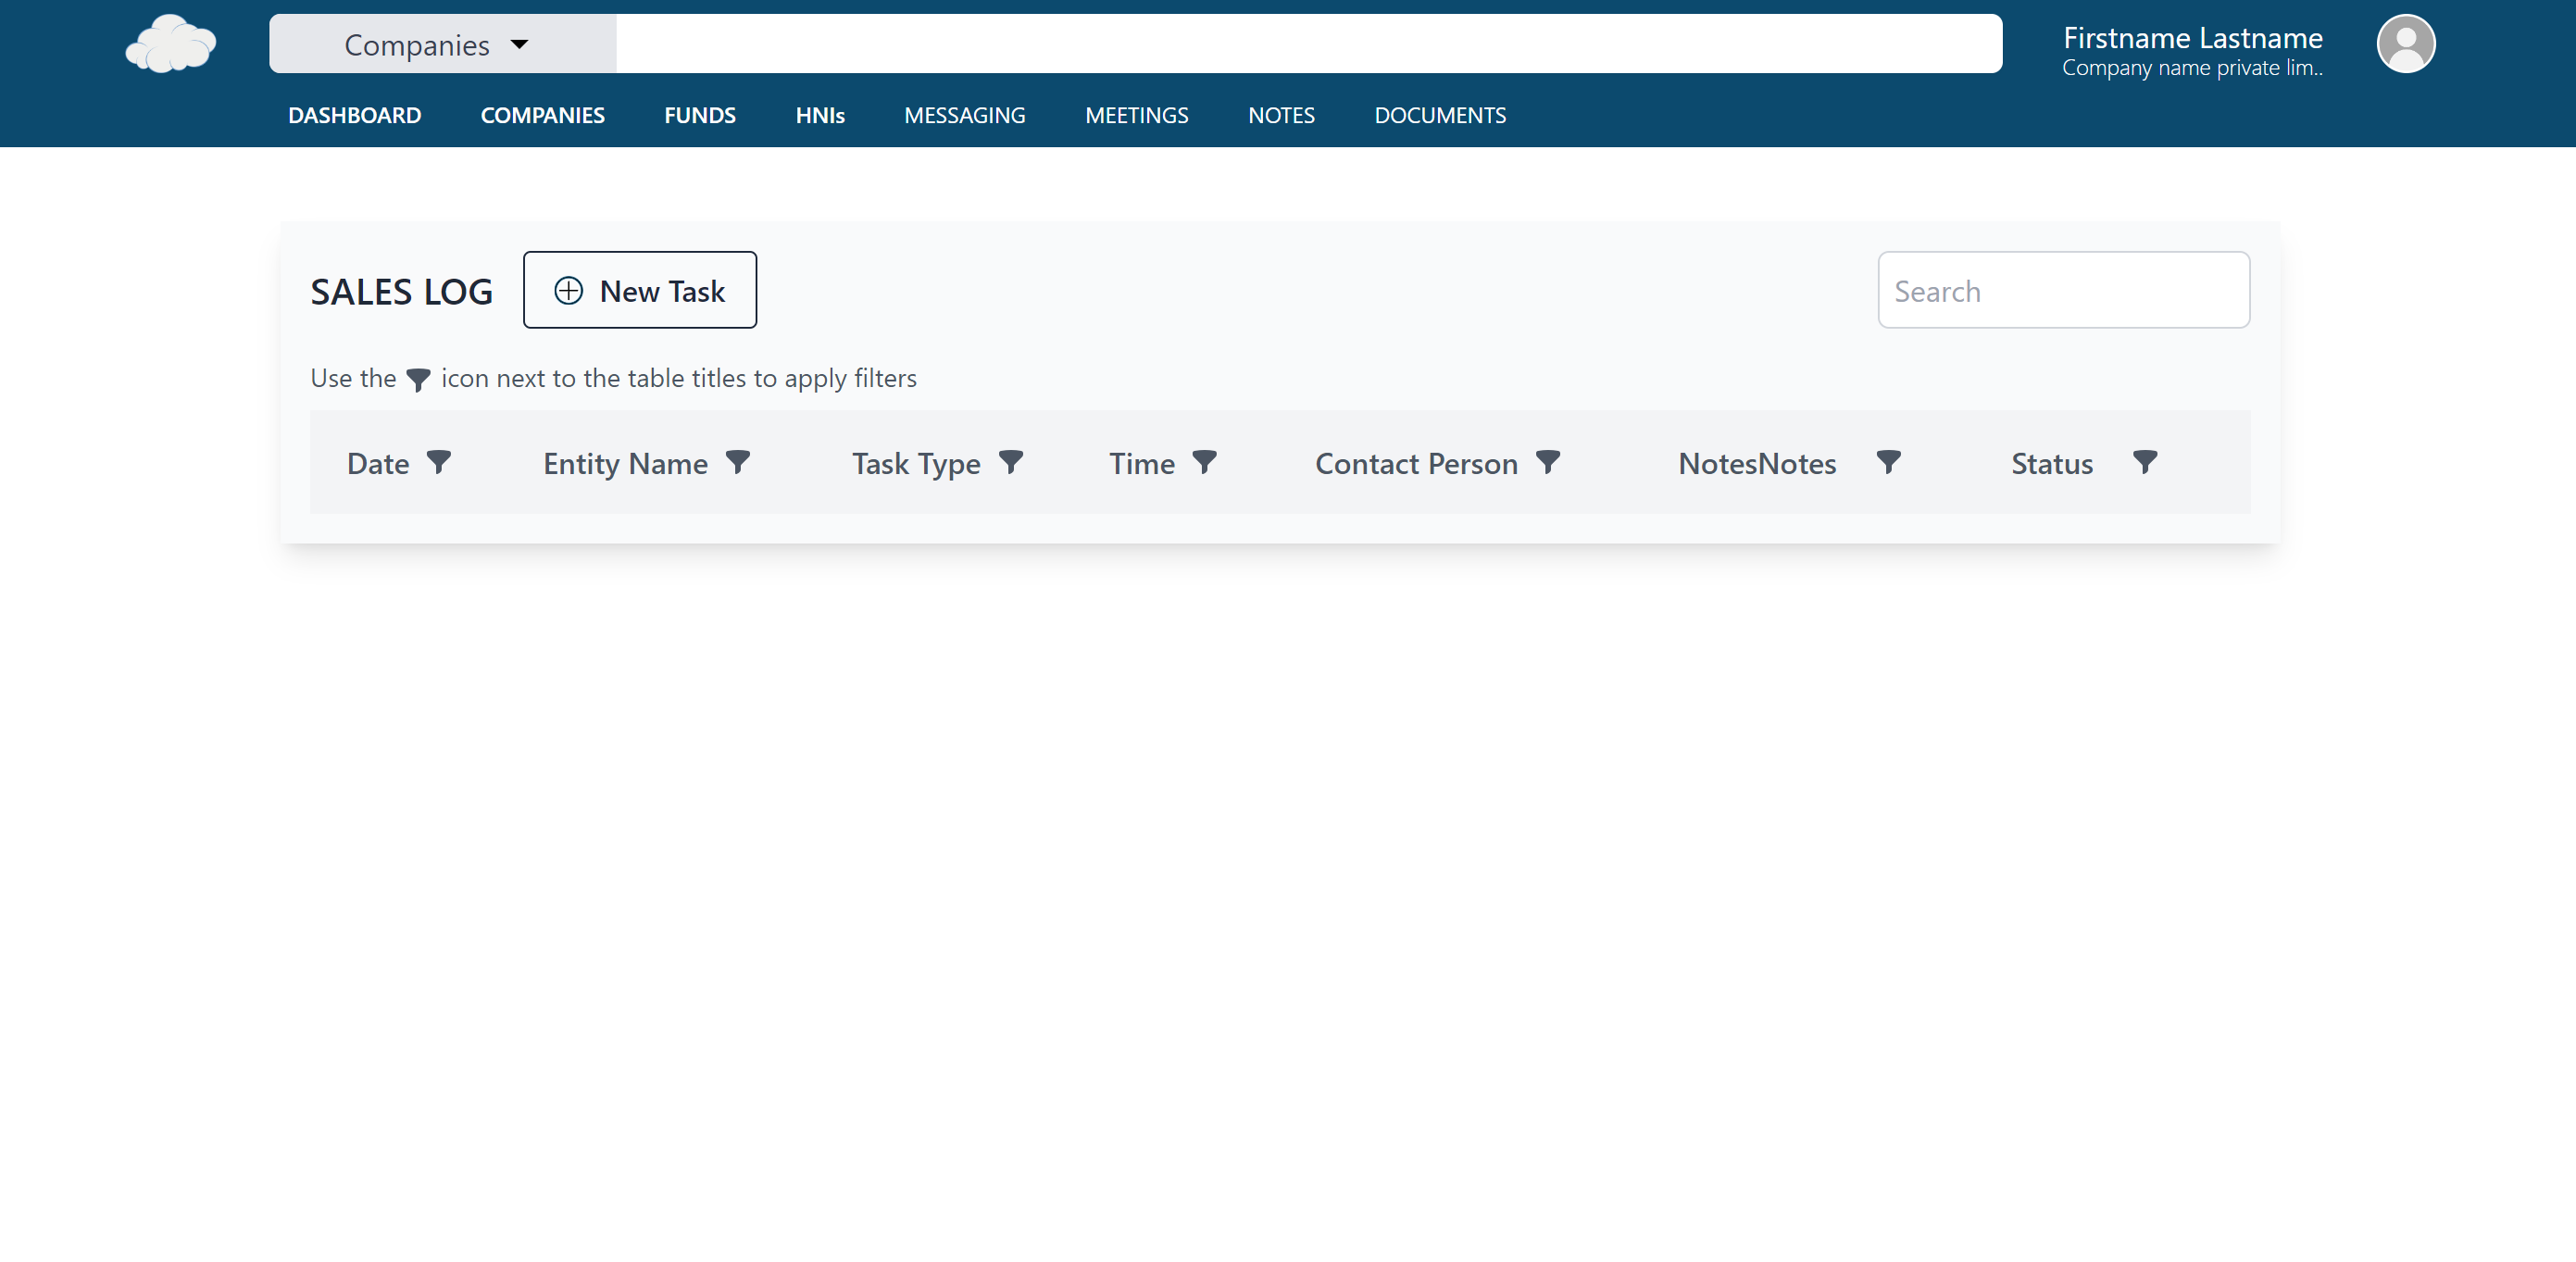 Companies
Firstname Lastname
Company name private lim..
DASHBOARD COMPANIES FUNDS HNIs MESSAGING MEETINGS NOTES DOCUMENTS
SALES LOG New Task Search
Use the icon next to the table titles to apply filters
Date Entity Name Task Type Time Contact Person NotesNotes Status